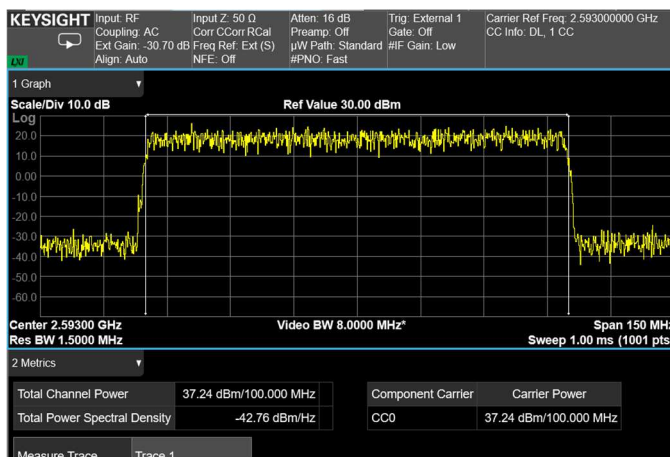 KEYSIGHT Input: RF Input Z: 50 Ω Atten: 16 dB Trig: External 1 Carrier Ref Freq: 2.593000000 GHz
Coupling: AC Corr CCorr RCal Preamp: Off Gate: Off CC Info: DL, 1 CC
Ext Gain: -30.70 dB Freq Ref: Ext (S) µW Path: Standard #IF Gain: Low
LXI Align: Auto NFE: Off #PNO: Fast
1 Graph
Scale/Div 10.0 dB Ref Value 30.00 dBm
Log
20.0
10.0
0.00
-10.0
-20.0
-30.0
-40.0
-50.0
-60.0
Center 2.59300 GHz Video BW 8.0000 MHz* Span 150 MHz
Res BW 1.5000 MHz Sweep 1.00 ms (1001 pts
2 Metrics
Total Channel Power 37.24 dBm/100.000 MHz Component Carrier Carrier Power
Total Power Spectral Density -42.76 dBm/Hz CC0 37.24 dBm/100.000 MHz
Measure Trace Trace 1